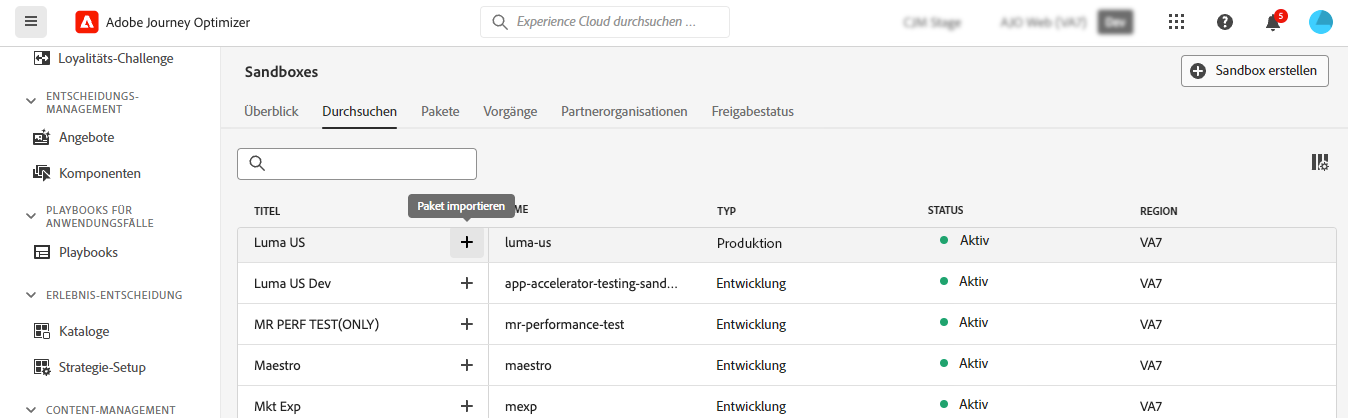 Adobe Journey Optimizer
Experience Cloud durchsuchen ...
5
Loyalitäts-Challenge
ENTSCHEIDUNGS-
MANAGEMENT
Angebote
Komponenten
PLAYBOOKS FÜR
ANWENDUNGSFÄLLE
Playbooks
ERLEBNIS-ENTSCHEIDUNG
Kataloge
Strategie-Setup
CONTENT-MANAGEMENT
Sandboxes
Sandbox erstellen
Überblick Durchsuchen Pakete Vorgänge Partnerorganisationen Freigabestatus
Paket importieren
TITEL TYP STATUS REGION
Luma US luma-us Produktion Aktiv VA7
Luma US Dev app-accelerator-testing-sand... Entwicklung Aktiv VA7
MR PERF TEST(ONLY) mr-performance-test Entwicklung Aktiv VA7
Maestro maestro Entwicklung Aktiv VA7
Mkt Exp mexp Entwicklung Aktiv VA7